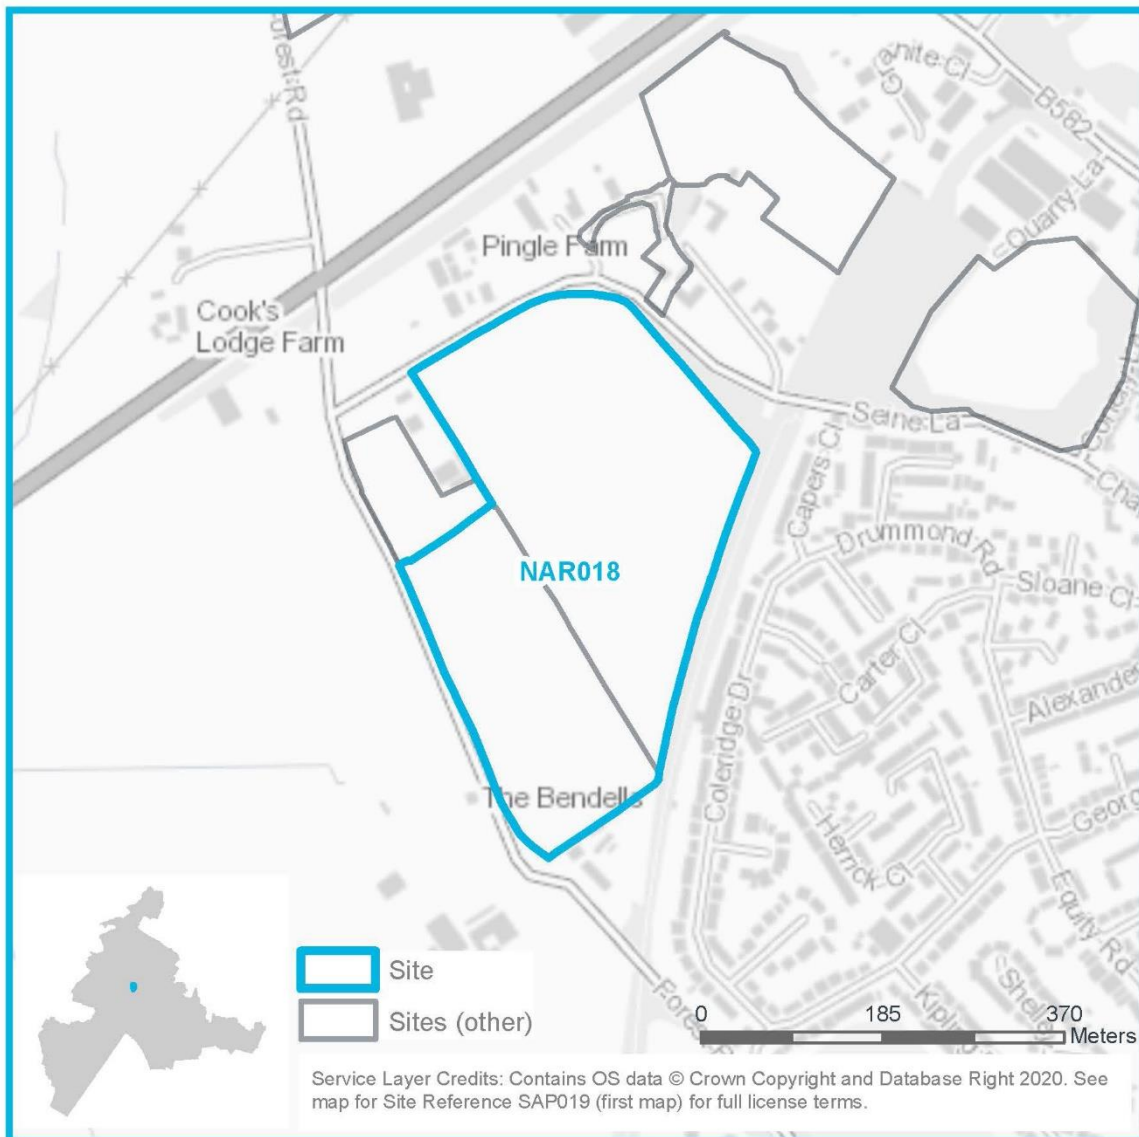 Forest Rd
Granite Cl
B582
Quarry La
Pingle Farm
Cook's
Lodge Farm
Seine La
Capers Cl
Drummond Rd
Sloane Cl
NAR018
Carter Cl
Alexander
Coleridge Dr
The Bendells
Herrick Cl
George
Equity Rd
Site
Sites (other)
0 185 370
Meters
Service Layer Credits: Contains OS data © Crown Copyright and Database Right 2020. See
map for Site Reference SAP019 (first map) for full license terms.